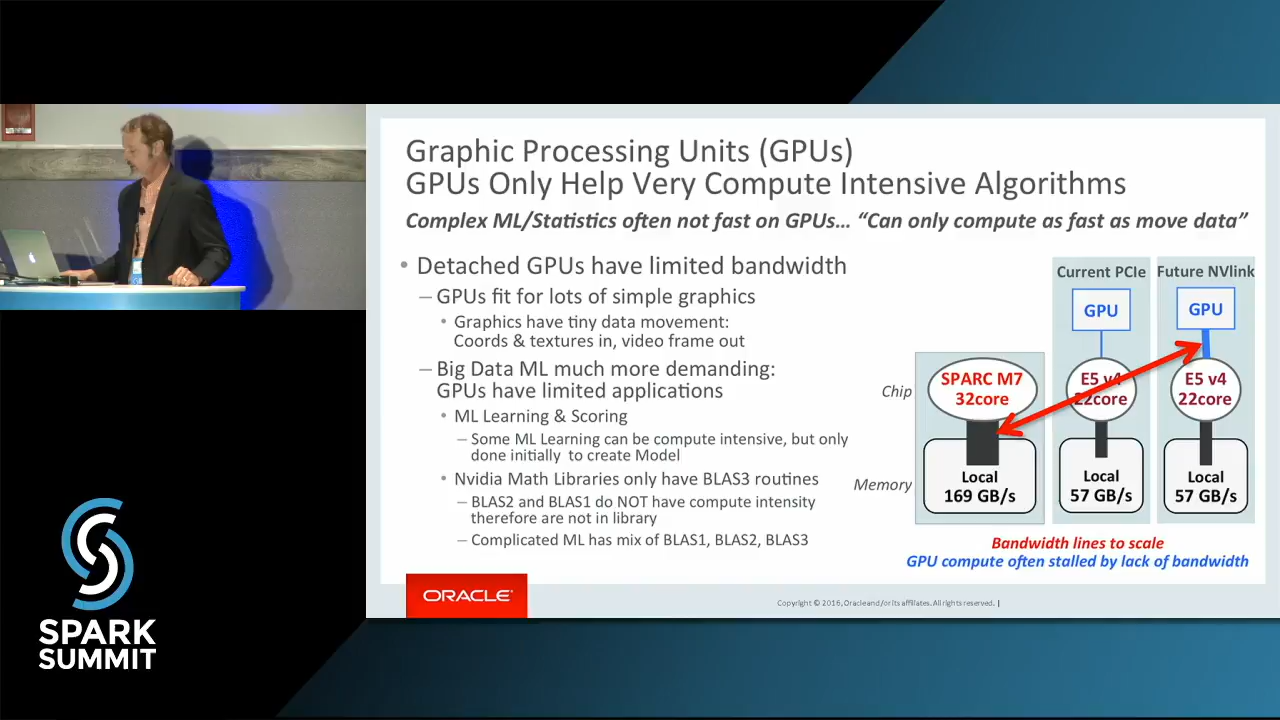 Graphic Processing Units (GPUs)
GPUs Only Help Very Compute Intensive Algorithms
Complex ML/Statistics often not fast on GPUs… “Can only compute as fast as move data”
• Detached GPUs have limited bandwidth
– GPUs fit for lots of simple graphics
• Graphics have tiny data movement:
Coords & textures in, video frame out
– Big Data ML much more demanding:
GPUs have limited applications
• ML Learning & Scoring
– Some ML Learning can be compute intensive, but only
done initially to create Model
• Nvidia Math Libraries only have BLAS3 routines
– BLAS2 and BLAS1 do NOT have compute intensity
therefore are not in library
– Complicated ML has mix of BLAS1, BLAS2, BLAS3
Current PCIe
Future NVlink
GPU
GPU
Chip
SPARC M7
32core
E5 v4
22core
E5 v4
22core
Memory
Local
169 GB/s
Local
57 GB/s
Local
57 GB/s
Bandwidth lines to scale
GPU compute often stalled by lack of bandwidth
ORACLE
Copyright © 2016, Oracle and/or its affiliates. All rights reserved. |
SPARK
SUMMIT